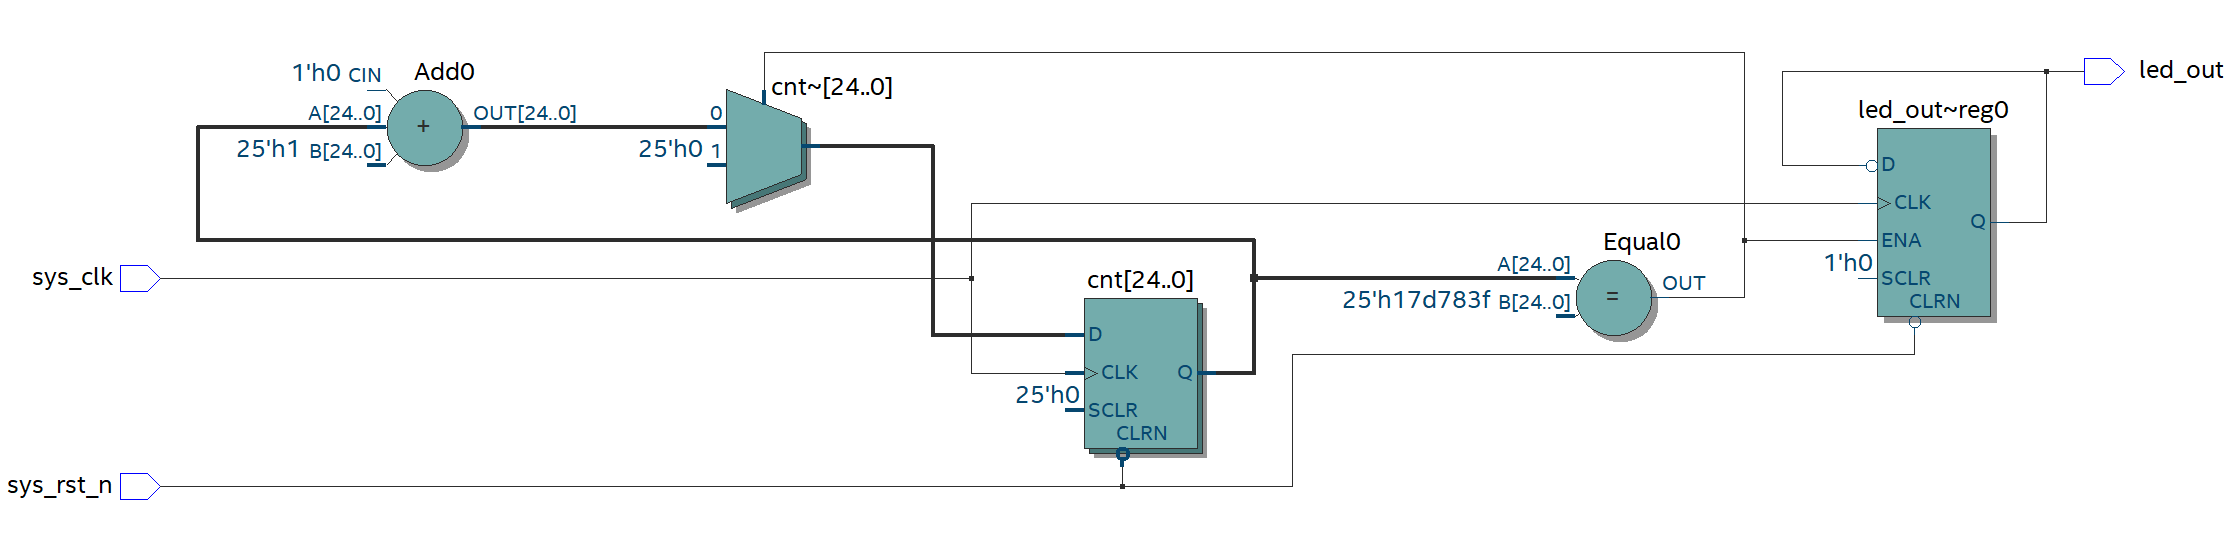 1'h0 CIN
Add0
A[24..0]
+
OUT[24..0]
25'h1 B[24..0]
cnt~[24..0]
0
25'h0 1
led_out
led_out~reg0
D
CLK
Q
ENA
1'h0
SCLR
CLRN
sys_clk
cnt[24..0]
D
CLK
Q
25'h0
SCLR
CLRN
Equal0
A[24..0]
=
OUT
25'h17d783f B[24..0]
sys_rst_n